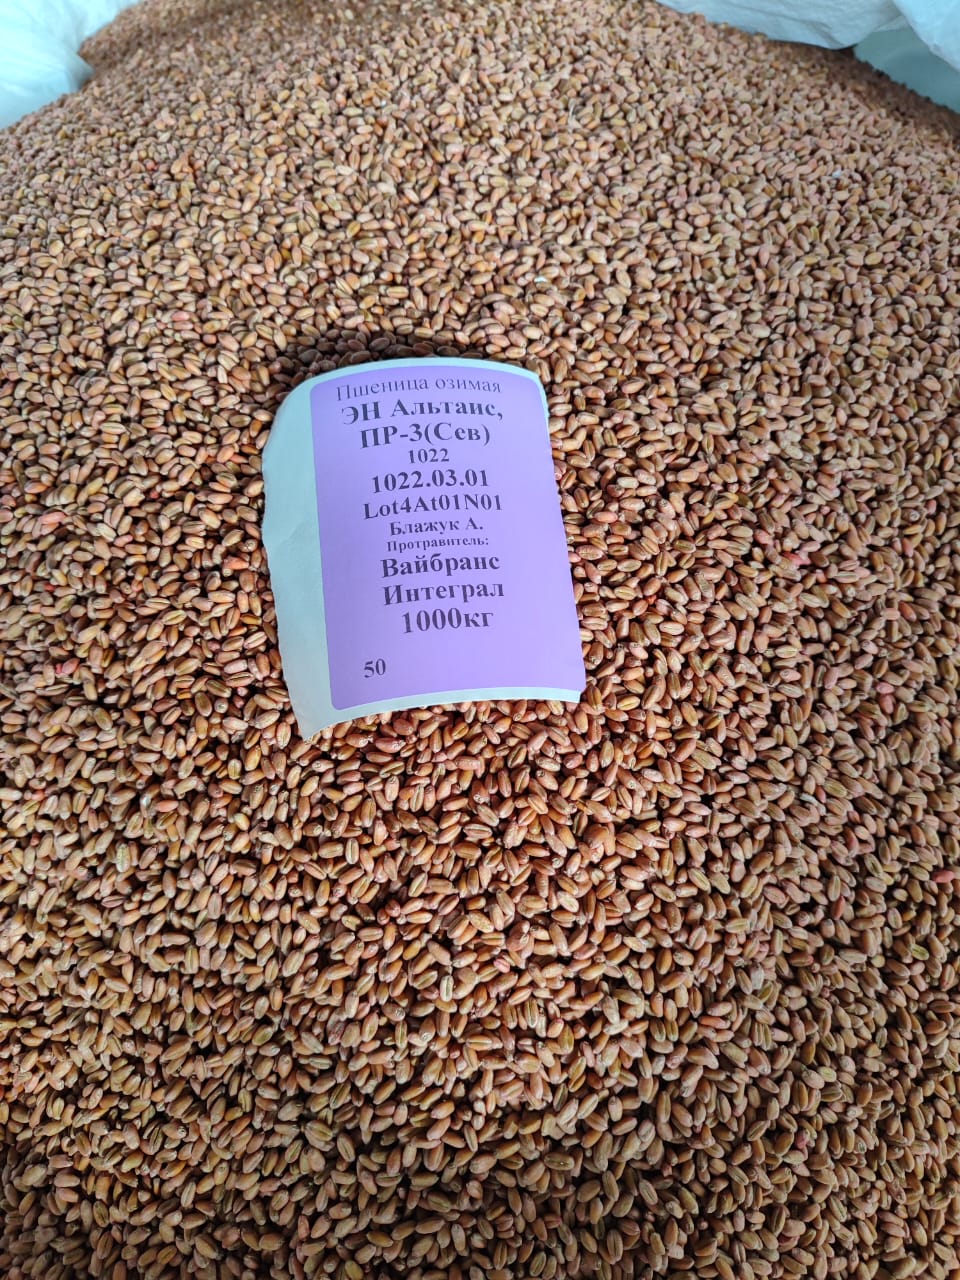 Пшеница озимая
ЭН Альтаис,
ПР-3(Сев)
1022
1022.03.01
Lot4At01N01
Блажук А.
Протравитель:
Вайбранс
Интеграл
1000кг
50